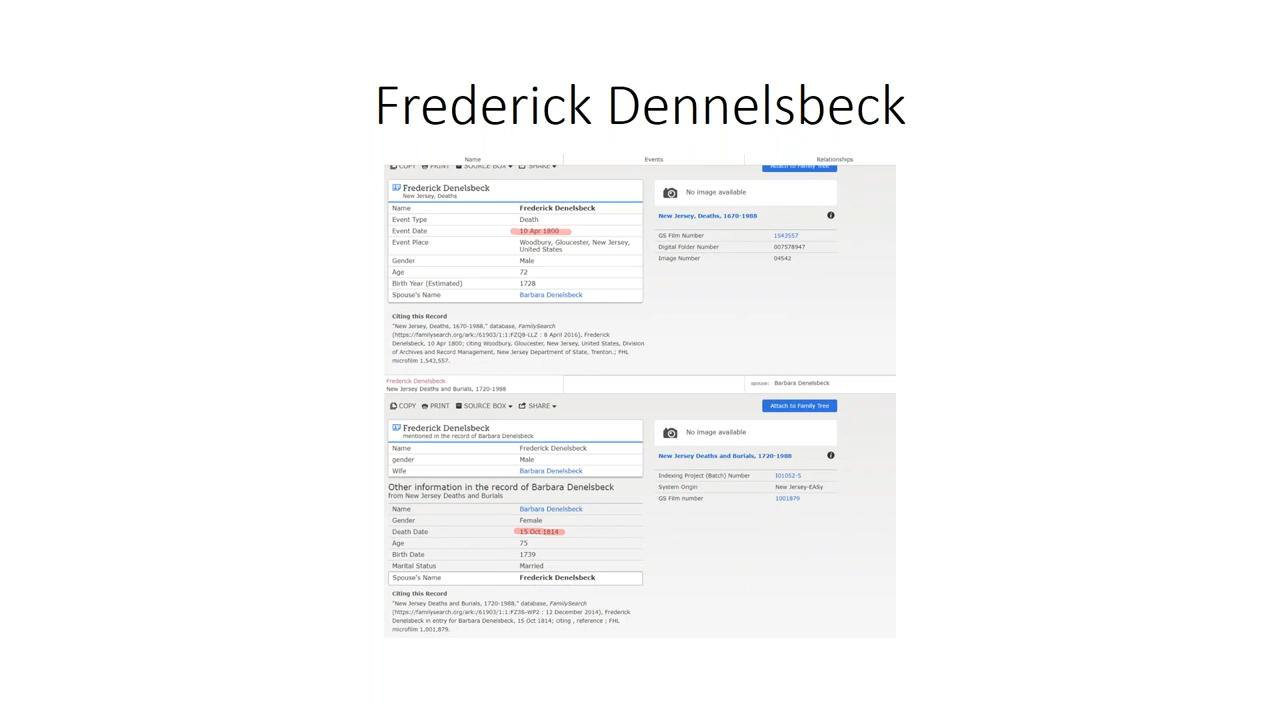 Frederick Dennelsbeck
Name Events Relationships
COPY PRINT SOURCE BOX SHARE Attach to Family Tree
Frederick Denelsbeck
New Jersey, Deaths
Name Frederick Denelsbeck
Event Type Death
Event Date 10 Apr 1800
Event Place Woodbury, Gloucester, New Jersey,
United States
Gender Male
Age 72
Birth Year (Estimated) 1728
Spouse's Name Barbara Denelsbeck
No image available
New Jersey, Deaths, 1670-1988
GS Film Number 1543557
Digital Folder Number 007578947
Image Number 04542
Citing this Record
"New Jersey, Deaths, 1670-1988," database, FamilySearch
(https://familysearch.org/ark:/61903/1:1:FZQ8-LLZ : 8 April 2016), Frederick
Denelsbeck, 10 Apr 1800; citing Woodbury, Gloucester, New Jersey, United States, Division
of Archives and Record Management, New Jersey Department of State, Trenton.; FHL
microfilm 1,543,557.
Frederick Denelsbeck
New Jersey Deaths and Burials, 1720-1988
spouse: Barbara Denelsbeck
COPY PRINT SOURCE BOX SHARE Attach to Family Tree
Frederick Denelsbeck
mentioned in the record of Barbara Denelsbeck
Name Frederick Denelsbeck
gender Male
Wife Barbara Denelsbeck
No image available
New Jersey Deaths and Burials, 1720-1988
Indexing Project (Batch) Number I01052-5
System Origin New Jersey-EASy
GS Film number 1001879
Other information in the record of Barbara Denelsbeck
from New Jersey Deaths and Burials
Name Barbara Denelsbeck
Gender Female
Death Date 15 Oct 1814
Age 75
Birth Date 1739
Marital Status Married
Spouse's Name Frederick Denelsbeck
Citing this Record
"New Jersey Deaths and Burials, 1720-1988," database, FamilySearch
(https://familysearch.org/ark:/61903/1:1:FZ3S-WP2 : 12 December 2014), Frederick
Denelsbeck in entry for Barbara Denelsbeck, 15 Oct 1814; citing , reference ; FHL
microfilm 1,001,879.